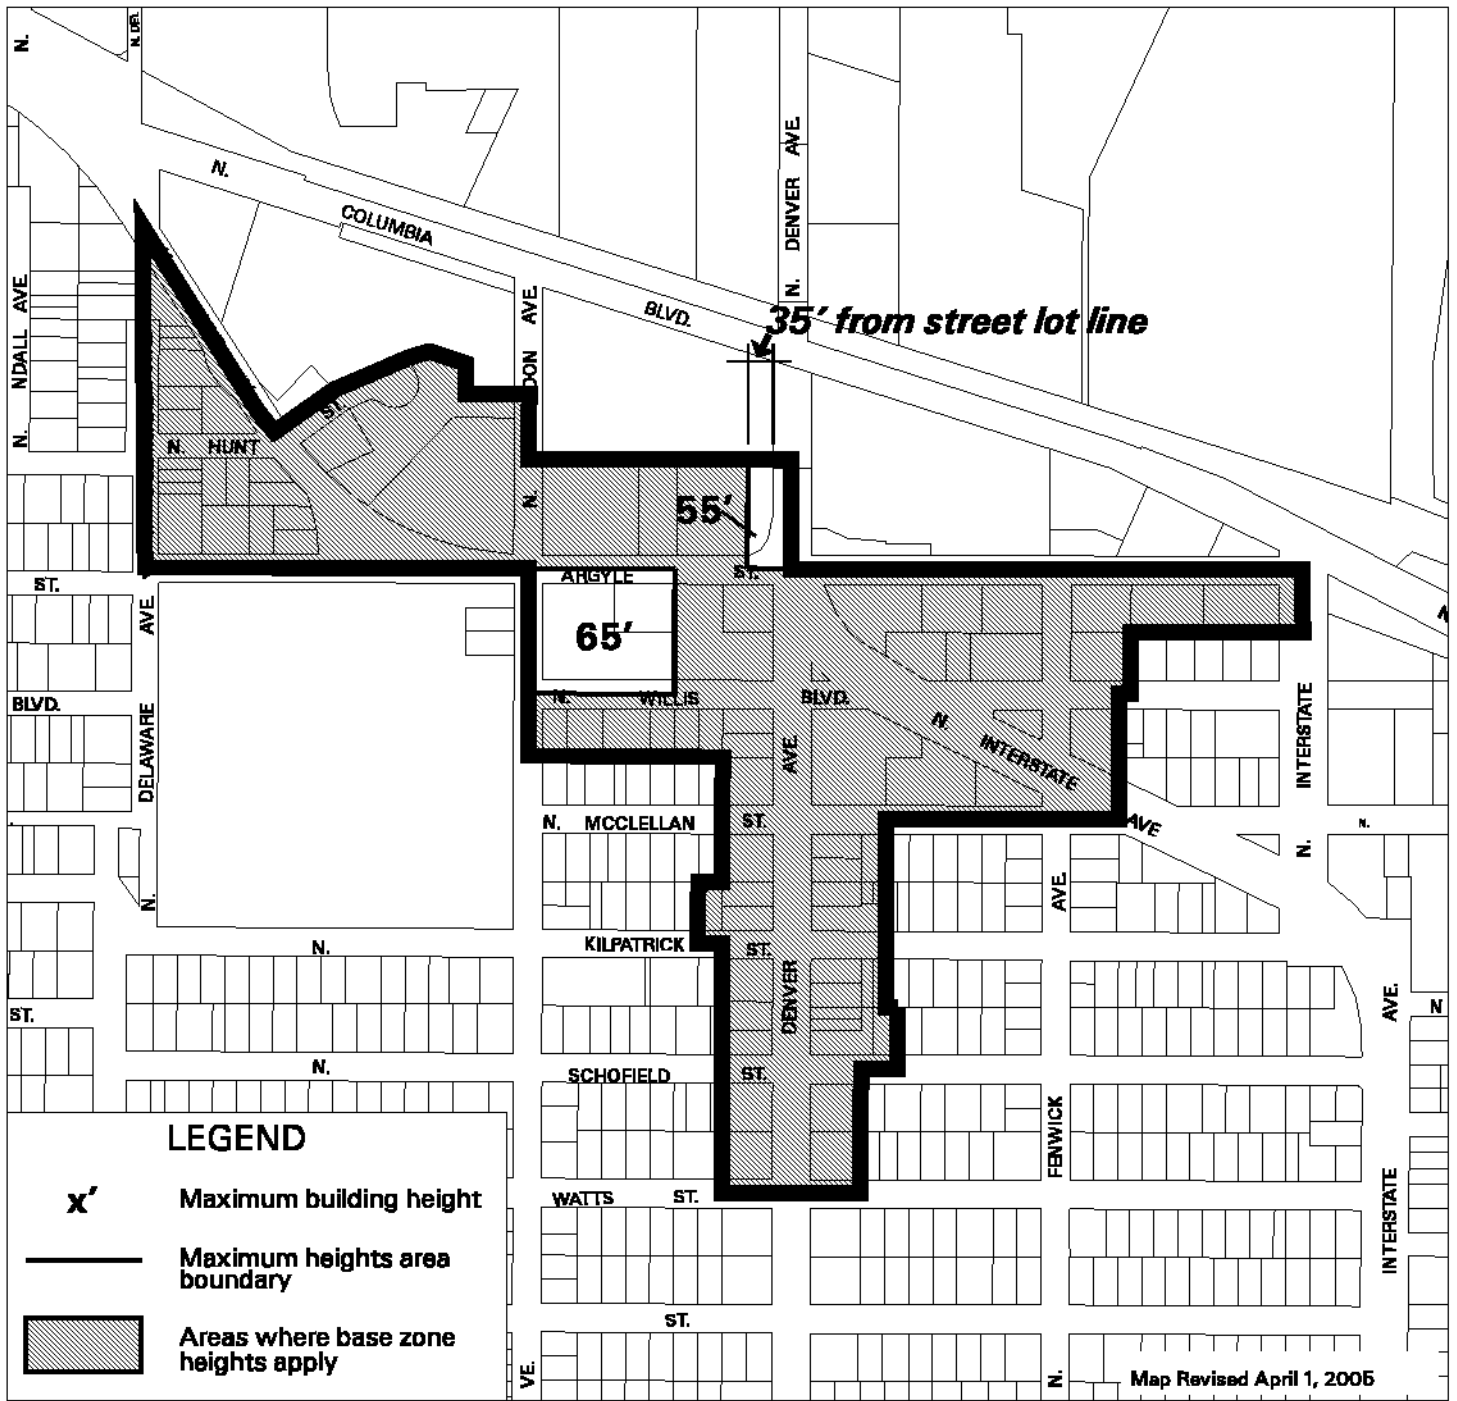 N.
N. DEL
N.
COLUMBIA
BLVD.
N. DENVER AVE.
35′ from street lot line
NDALL AVE.
N.
DON AVE.
N.
ST.
N. HUNT
55′
ST.
ST.
ARGYLE
65′
N. WILLIS
BLVD.
BLVD.
N. INTERSTATE
AVE
N
AVE.
DELAWARE
N.
AVE.
DENVER
N. INTERSTATE
N. MCCLELLAN
ST.
N.
AVE.
N.
KILPATRICK
ST.
ST.
AVE.
N
N.
SCHOFIELD
ST.
FENWICK
N.
INTERSTATE
WATTS ST.
ST.
VE.
LEGEND
x′ Maximum building height
Maximum heights area
boundary
Areas where base zone
heights apply
Map Revised April 1, 2005